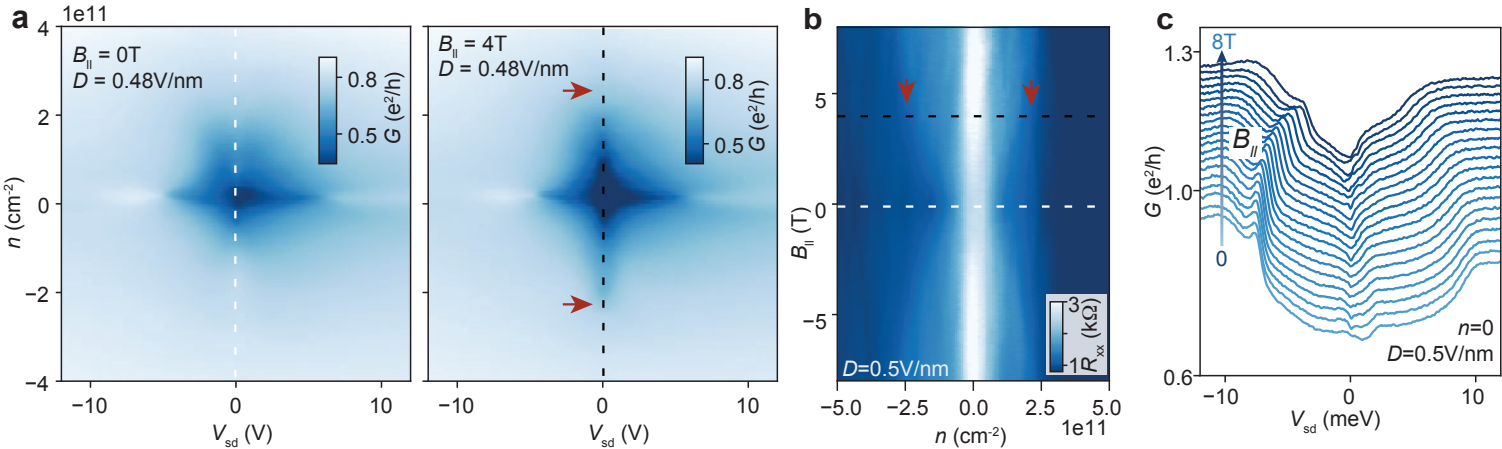 a
1e11
4
2
0
−2
−4
n (cm⁻²)
B|| = 0T
D = 0.48V/nm
0.8
0.5
G (e²/h)
−10
0
10
Vsd (V)
B|| = 4T
D = 0.48V/nm
0.8
0.5
G (e²/h)
−10
0
10
Vsd (V)
b
5
0
−5
B|| (T)
D=0.5V/nm
3
1
Rxx (kΩ)
−5.0
−2.5
0.0
2.5
5.0
1e11
n (cm⁻²)
c
1.3
1.0
0.6
G (e²/h)
8T
B||
0
n=0
D=0.5V/nm
−10
0
10
Vsd (meV)